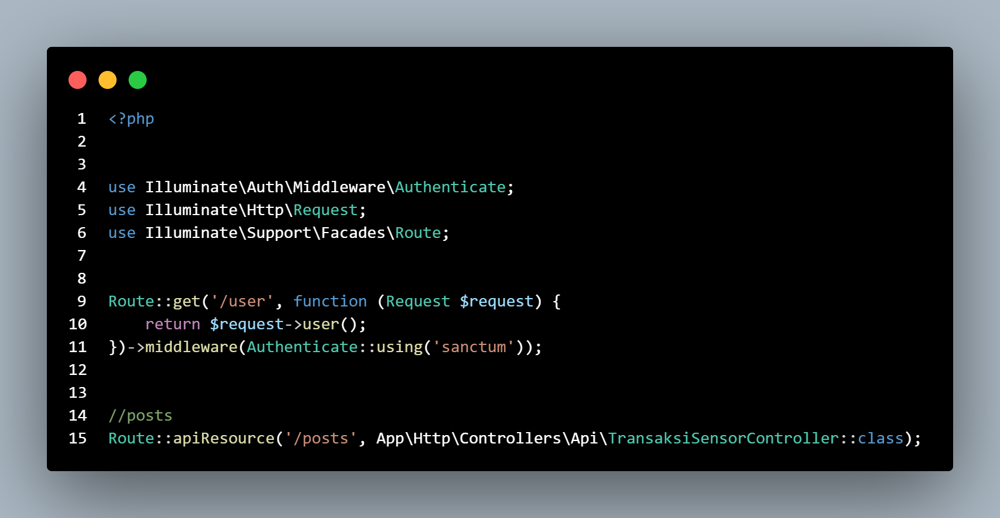 1 <?php
2
3
4 use Illuminate\Auth\Middleware\Authenticate;
5 use Illuminate\Http\Request;
6 use Illuminate\Support\Facades\Route;
7
8
9 Route::get('/user', function (Request $request) {
10     return $request->user();
11 })->middleware(Authenticate::using('sanctum'));
12
13
14 //posts
15 Route::apiResource('/posts', App\Http\Controllers\Api\TransaksiSensorController::class);